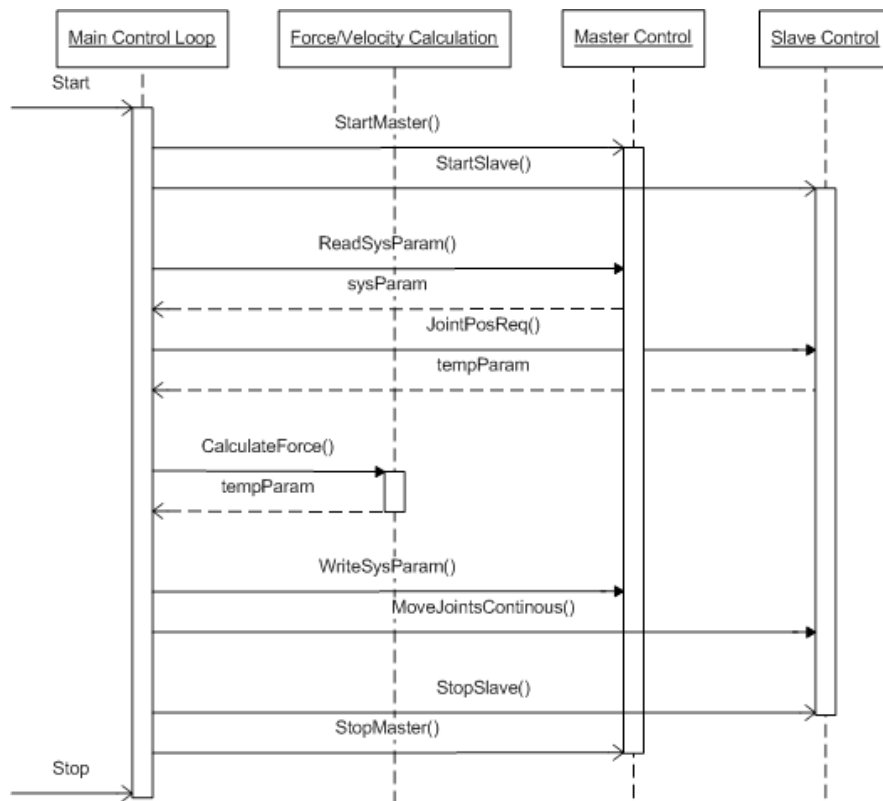 Main Control Loop
Force/Velocity Calculation
Master Control
Slave Control
Start
StartMaster()
StartSlave()
ReadSysParam()
sysParam
JointPosReq()
tempParam
CalculateForce()
tempParam
WriteSysParam()
MoveJointsContinous()
StopSlave()
StopMaster()
Stop